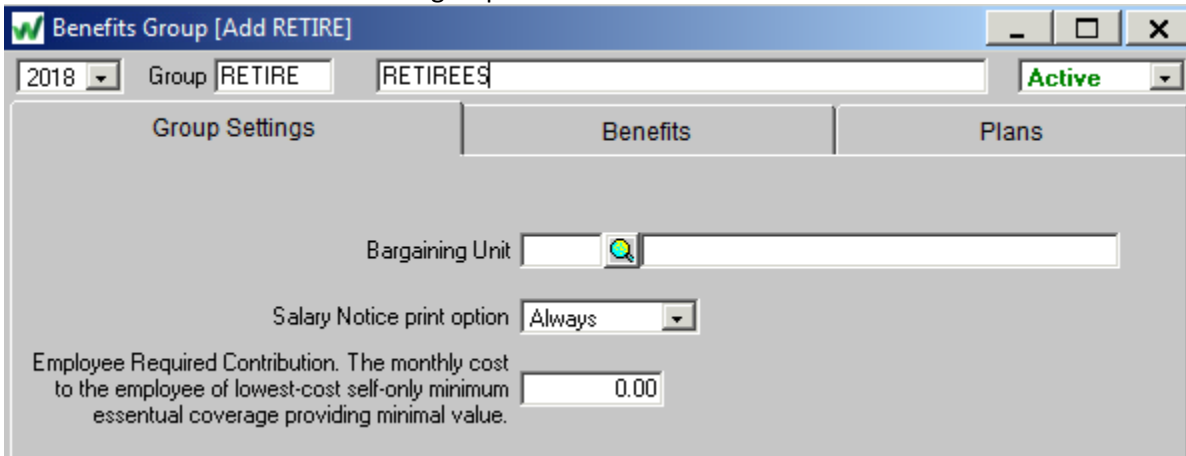 Benefits Group [Add RETIRE]
2018 Group RETIRE RETIREES Active
Group Settings Benefits Plans
Bargaining Unit
Salary Notice print option Always
Employee Required Contribution. The monthly cost
to the employee of lowest-cost self-only minimum 0.00
essentual coverage providing minimal value.